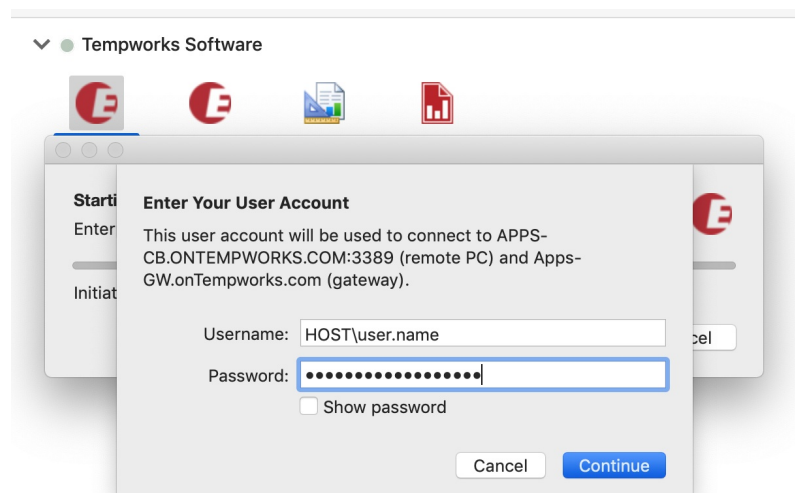 Tempworks Software
Starti
Enter
Initiat
Enter Your User Account
This user account will be used to connect to APPS-
CB.ONTEMPWORKS.COM:3389 (remote PC) and Apps-
GW.onTempworks.com (gateway).
Username: HOST\user.name
Password: ••••••••••••••••••
Show password
Cancel Continue
cel